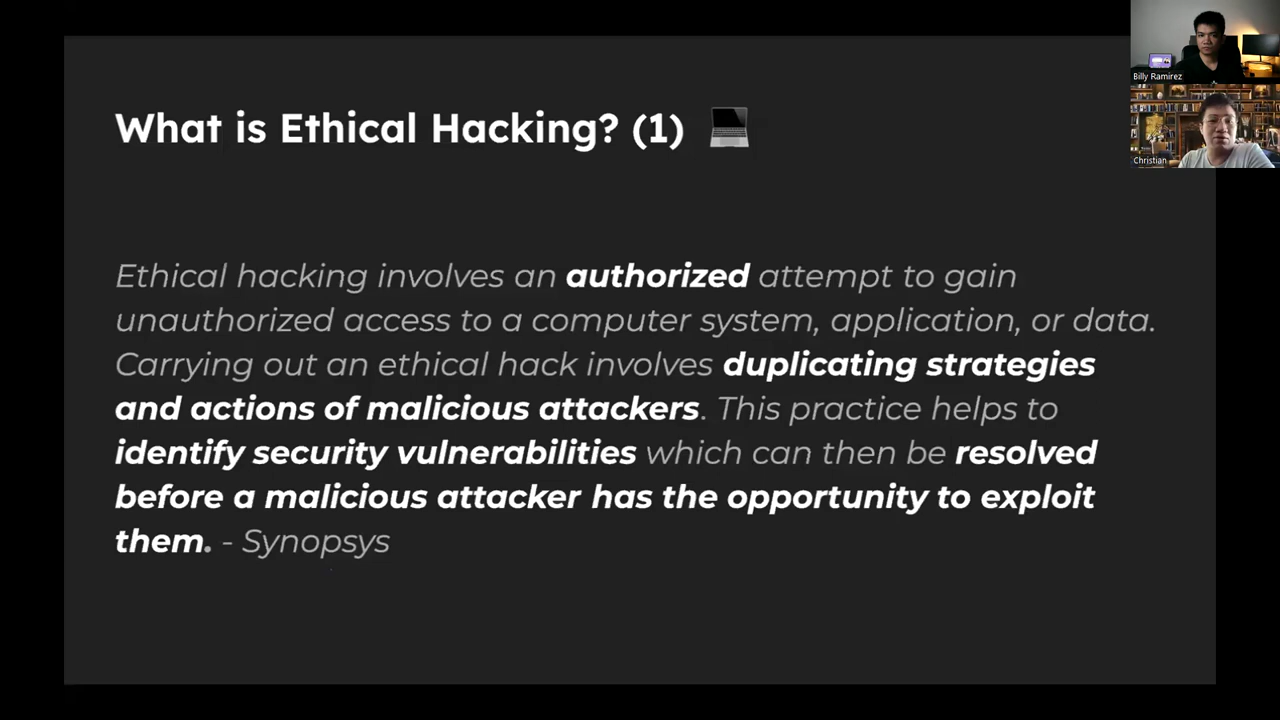 What is Ethical Hacking? (1) 💻
Ethical hacking involves an authorized attempt to gain
unauthorized access to a computer system, application, or data.
Carrying out an ethical hack involves duplicating strategies
and actions of malicious attackers. This practice helps to
identify security vulnerabilities which can then be resolved
before a malicious attacker has the opportunity to exploit
them. - Synopsys
Billy Ramirez
Christian